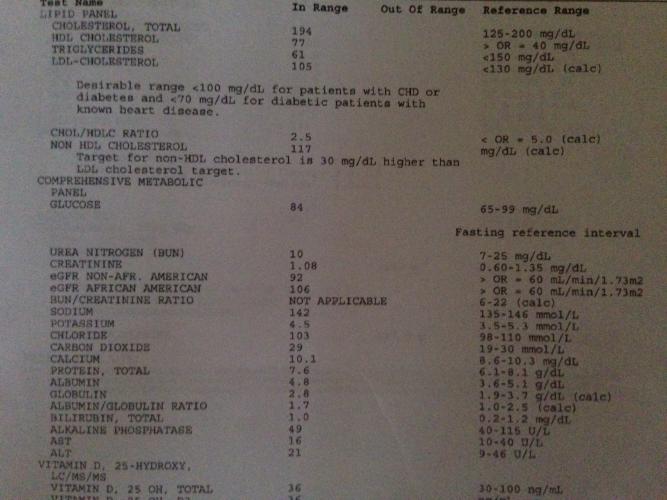 Test Name In Range Out Of Range Reference Range
LIPID PANEL
CHOLESTEROL, TOTAL 194 125-200 mg/dL
HDL CHOLESTEROL 77 > OR = 40 mg/dL
TRIGLYCERIDES 61 <150 mg/dL
LDL-CHOLESTEROL 105 <130 mg/dL (calc)
Desirable range <100 mg/dL for patients with CHD or
diabetes and <70 mg/dL for diabetic patients with
known heart disease.
CHOL/HDLC RATIO 2.5 < OR = 5.0 (calc)
NON HDL CHOLESTEROL 117 mg/dL (calc)
Target for non-HDL cholesterol is 30 mg/dL higher than
LDL cholesterol target.
COMPREHENSIVE METABOLIC
PANEL
GLUCOSE 84 65-99 mg/dL
Fasting reference interval
UREA NITROGEN (BUN) 10 7-25 mg/dL
CREATININE 1.08 0.60-1.35 mg/dL
eGFR NON-AFR. AMERICAN 92 > OR = 60 mL/min/1.73m2
eGFR AFRICAN AMERICAN 106 > OR = 60 mL/min/1.73m2
BUN/CREATININE RATIO NOT APPLICABLE 6-22 (calc)
SODIUM 142 135-146 mmol/L
POTASSIUM 4.5 3.5-5.3 mmol/L
CHLORIDE 103 98-110 mmol/L
CARBON DIOXIDE 29 19-30 mmol/L
CALCIUM 10.1 8.6-10.3 mg/dL
PROTEIN, TOTAL 7.6 6.1-8.1 g/dL
ALBUMIN 4.8 3.6-5.1 g/dL
GLOBULIN 2.8 1.9-3.7 g/dL (calc)
ALBUMIN/GLOBULIN RATIO 1.7 1.0-2.5 (calc)
BILIRUBIN, TOTAL 1.0 0.2-1.2 mg/dL
ALKALINE PHOSPHATASE 49 40-115 U/L
AST 16 10-40 U/L
ALT 21 9-46 U/L
VITAMIN D, 25-HYDROXY,
LC/MS/MS
VITAMIN D, 25 OH, TOTAL 36 30-100 ng/mL